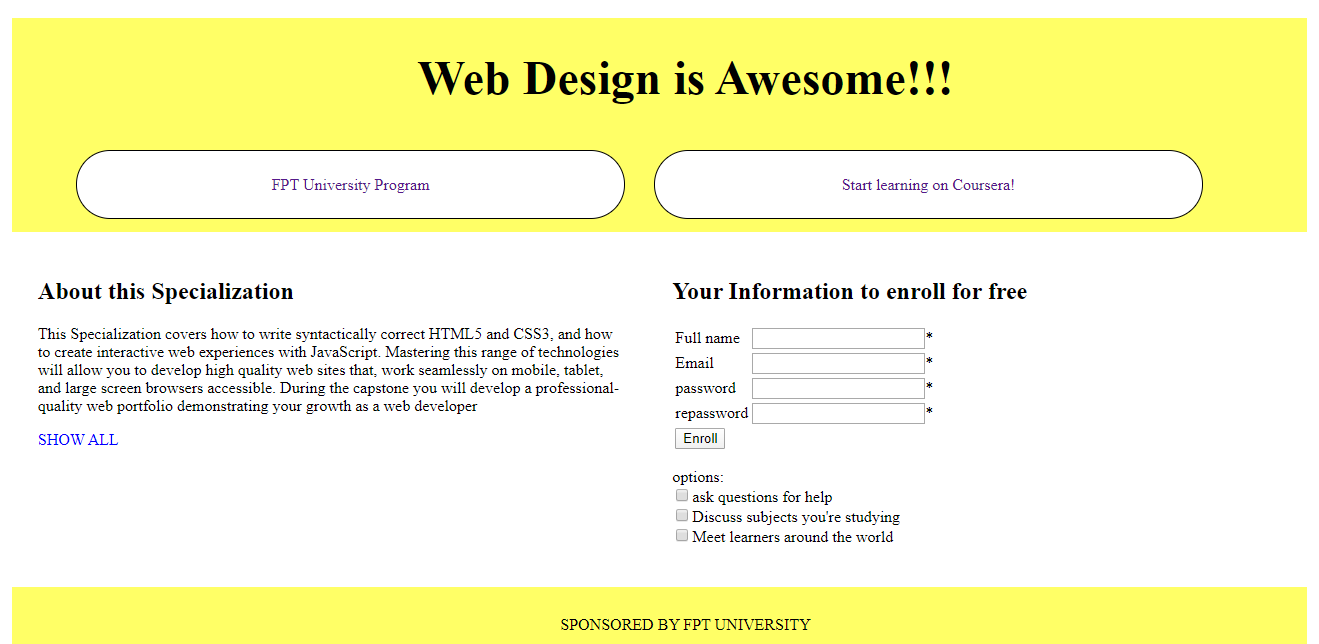 Web Design is Awesome!!!
FPT University Program
Start learning on Coursera!
About this Specialization
This Specialization covers how to write syntactically correct HTML5 and CSS3, and how
to create interactive web experiences with JavaScript. Mastering this range of technologies
will allow you to develop high quality web sites that, work seamlessly on mobile, tablet,
and large screen browsers accessible. During the capstone you will develop a professional-
quality web portfolio demonstrating your growth as a web developer
SHOW ALL
Your Information to enroll for free
Full name *
Email *
password *
repassword *
Enroll
options:
ask questions for help
Discuss subjects you're studying
Meet learners around the world
SPONSORED BY FPT UNIVERSITY